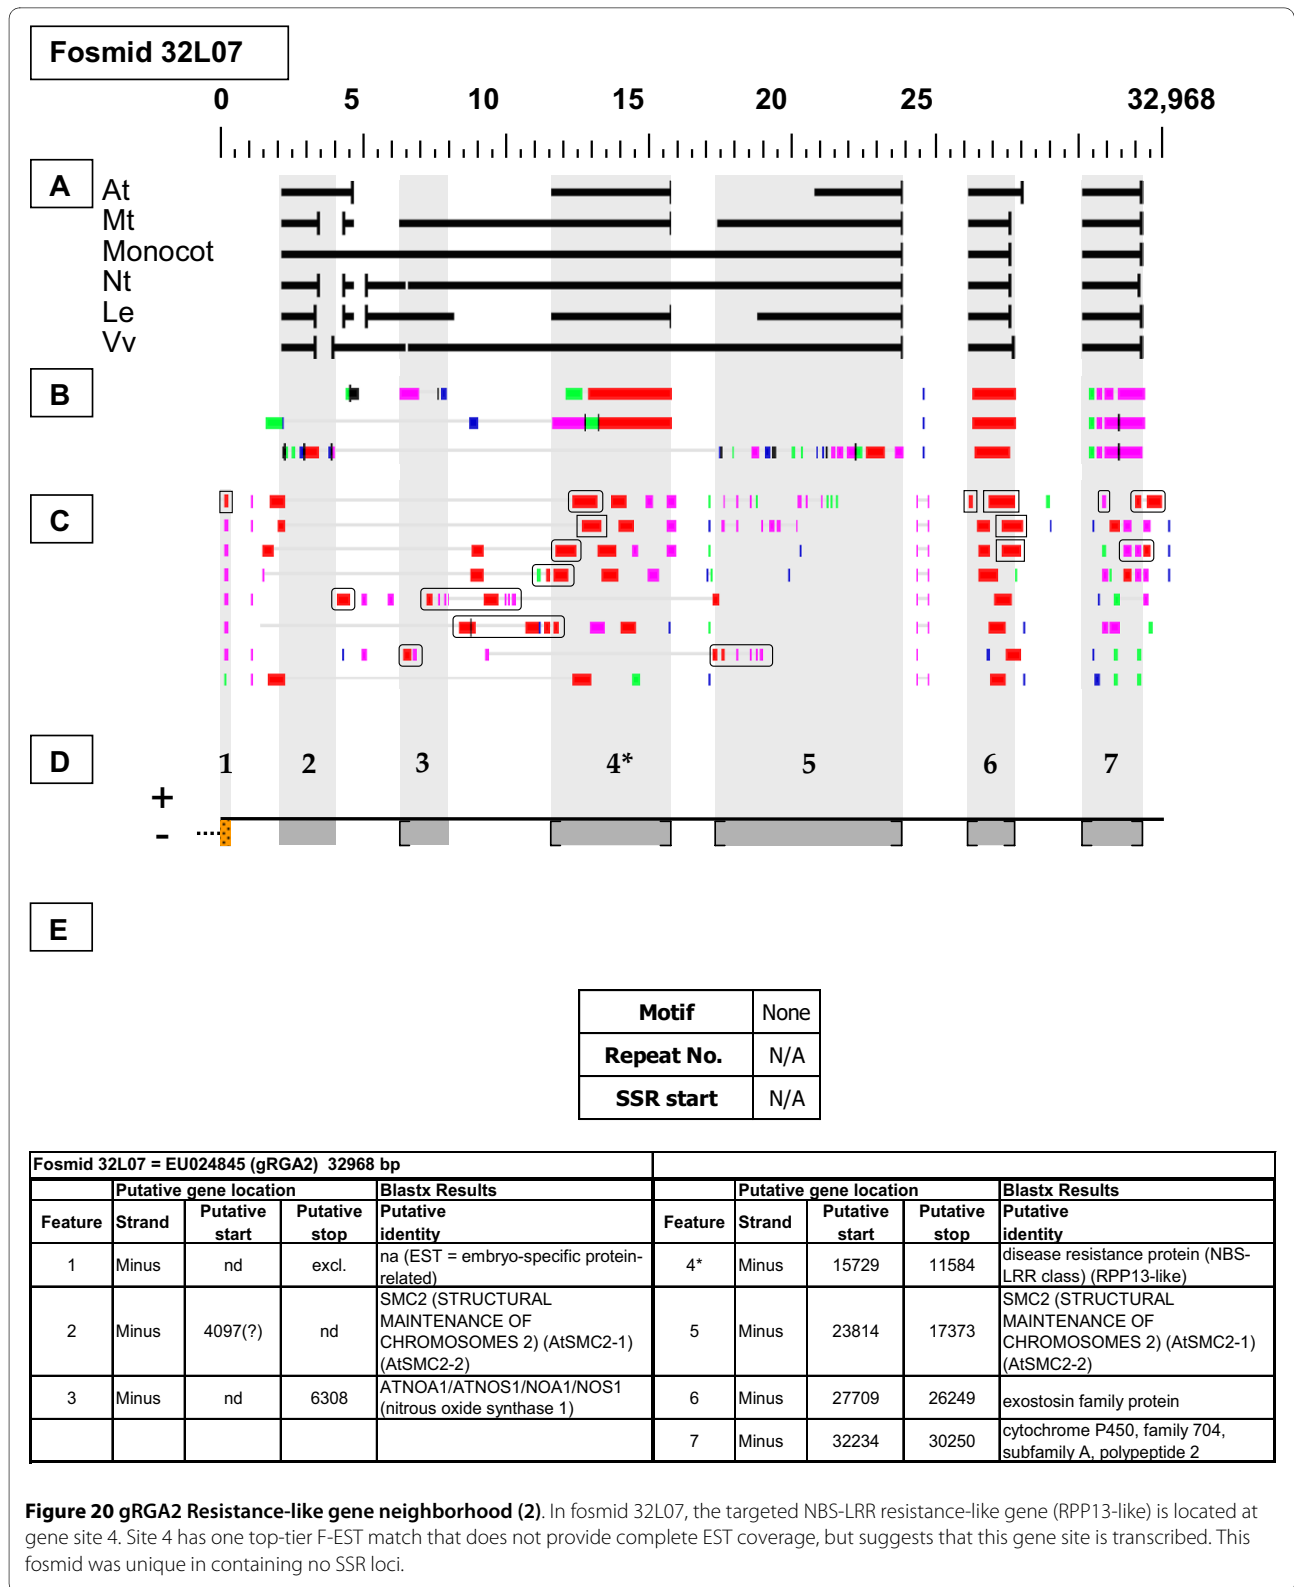 Fosmid 32L07
0 5 10 15 20 25 32,968
A
At
Mt
Monocot
Nt
Le
Vv
B
C
D
1 2 3 4* 5 6 7
+
-
E
Motif None
Repeat No. N/A
SSR start N/A
Fosmid 32L07 = EU024845 (gRGA2) 32968 bp
Putative gene location Blastx Results Putative gene location Blastx Results
Feature Strand Putative start Putative stop Putative identity Feature Strand Putative start Putative stop Putative identity
1 Minus nd excl. na (EST = embryo-specific protein-related) 4* Minus 15729 11584 disease resistance protein (NBS-LRR class) (RPP13-like)
2 Minus 4097(?) nd SMC2 (STRUCTURAL MAINTENANCE OF CHROMOSOMES 2) (AtSMC2-1) (AtSMC2-2) 5 Minus 23814 17373 SMC2 (STRUCTURAL MAINTENANCE OF CHROMOSOMES 2) (AtSMC2-1) (AtSMC2-2)
3 Minus nd 6308 ATNOA1/ATNOS1/NOA1/NOS1 (nitrous oxide synthase 1) 6 Minus 27709 26249 exostosin family protein
7 Minus 32234 30250 cytochrome P450, family 704, subfamily A, polypeptide 2
Figure 20 gRGA2 Resistance-like gene neighborhood (2). In fosmid 32L07, the targeted NBS-LRR resistance-like gene (RPP13-like) is located at
gene site 4. Site 4 has one top-tier F-EST match that does not provide complete EST coverage, but suggests that this gene site is transcribed. This
fosmid was unique in containing no SSR loci.